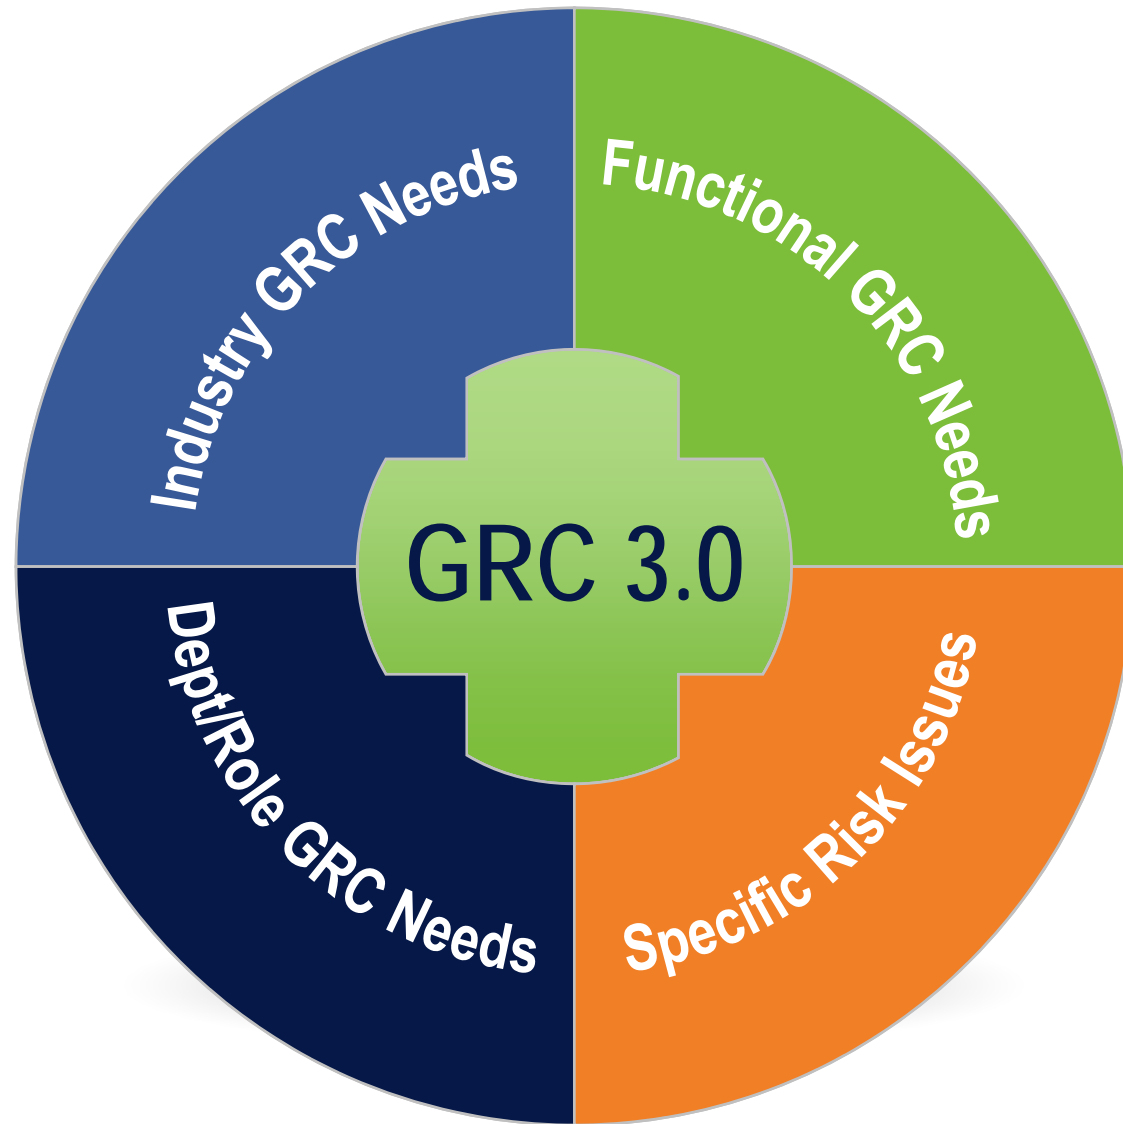 Industry GRC Needs
Functional GRC Needs
GRC 3.0
Dept/Role GRC Needs
Specific Risk Issues